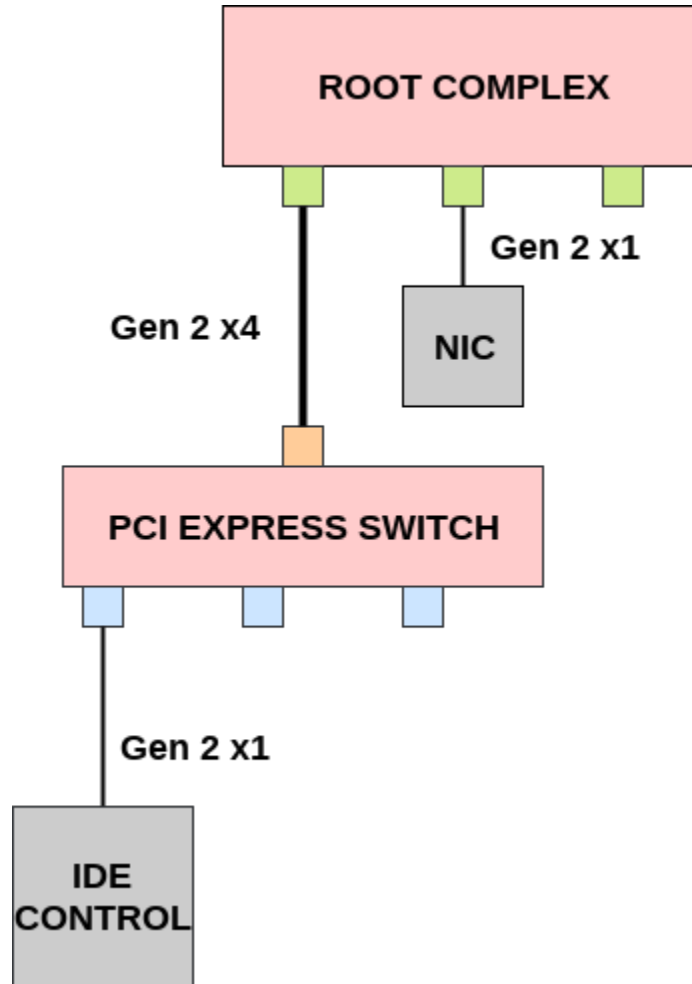 ROOT COMPLEX
Gen 2 x1
Gen 2 x4
NIC
PCI EXPRESS SWITCH
Gen 2 x1
IDE
CONTROL